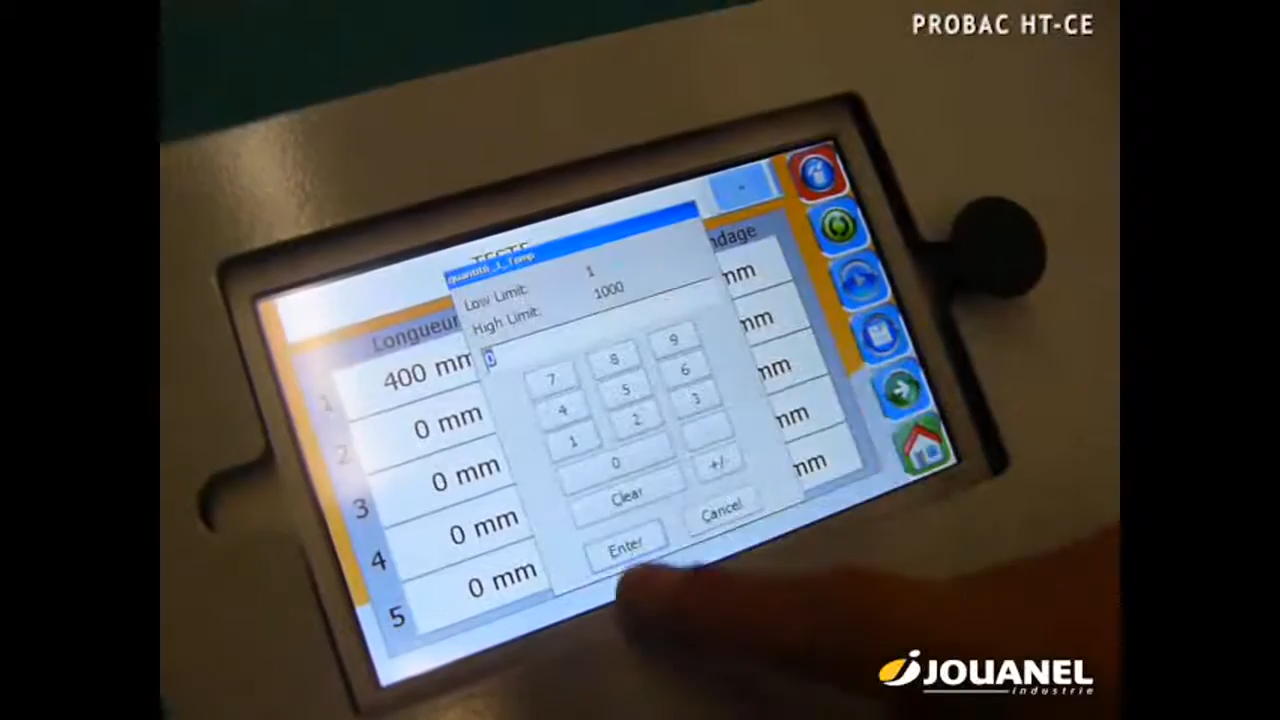 PROBAC HT-CE
Low Limit: 1
High Limit: 1000
0
Longueur
ndage
1 400 mm mm
2 0 mm mm
3 0 mm mm
4 0 mm mm
5 0 mm mm
7 8 9
4 5 6
1 2 3
0
+/-
Clear
Enter Cancel
JOUANEL
industrie